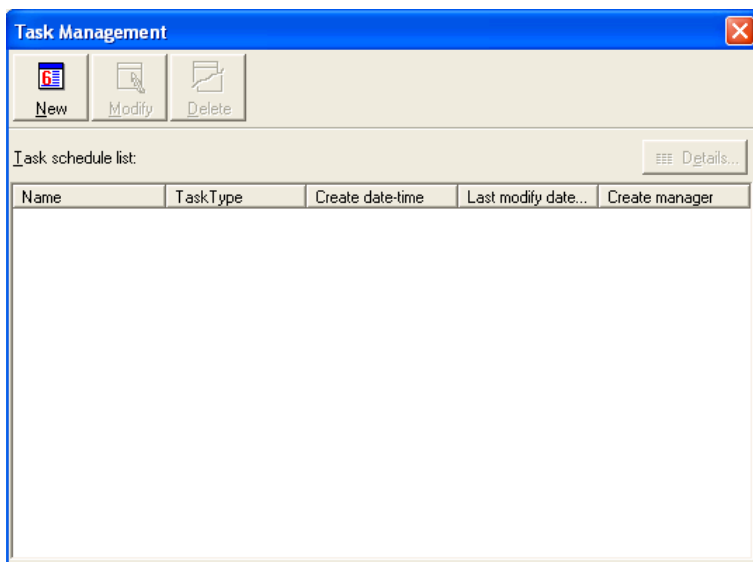 Task Management
6
New Modify Delete
Task schedule list: Details...
Name TaskType Create date-time Last modify date... Create manager